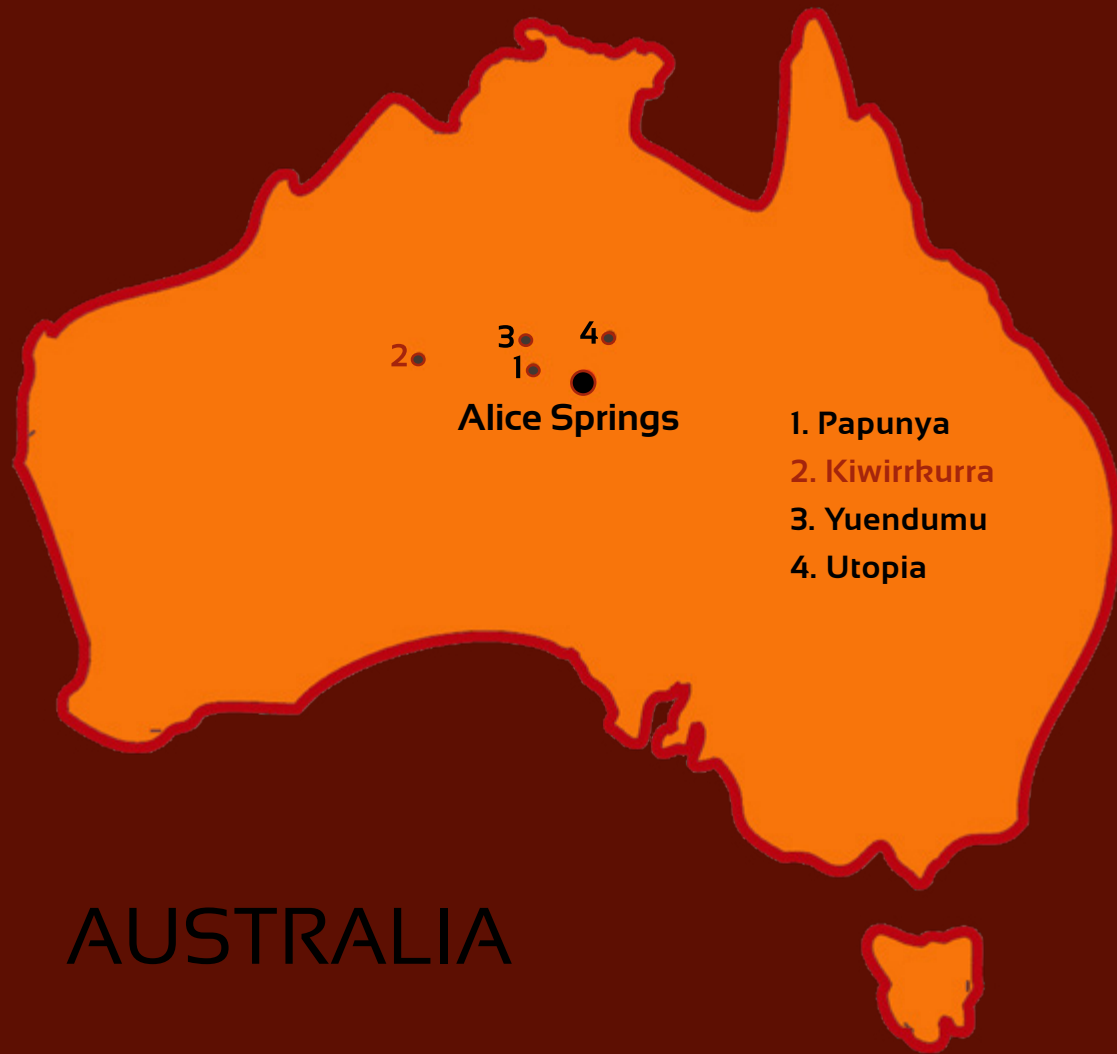 3
4
2
1
Alice Springs
1. Papunya
2. Kiwirrkurra
3. Yuendumu
4. Utopia
AUSTRALIA